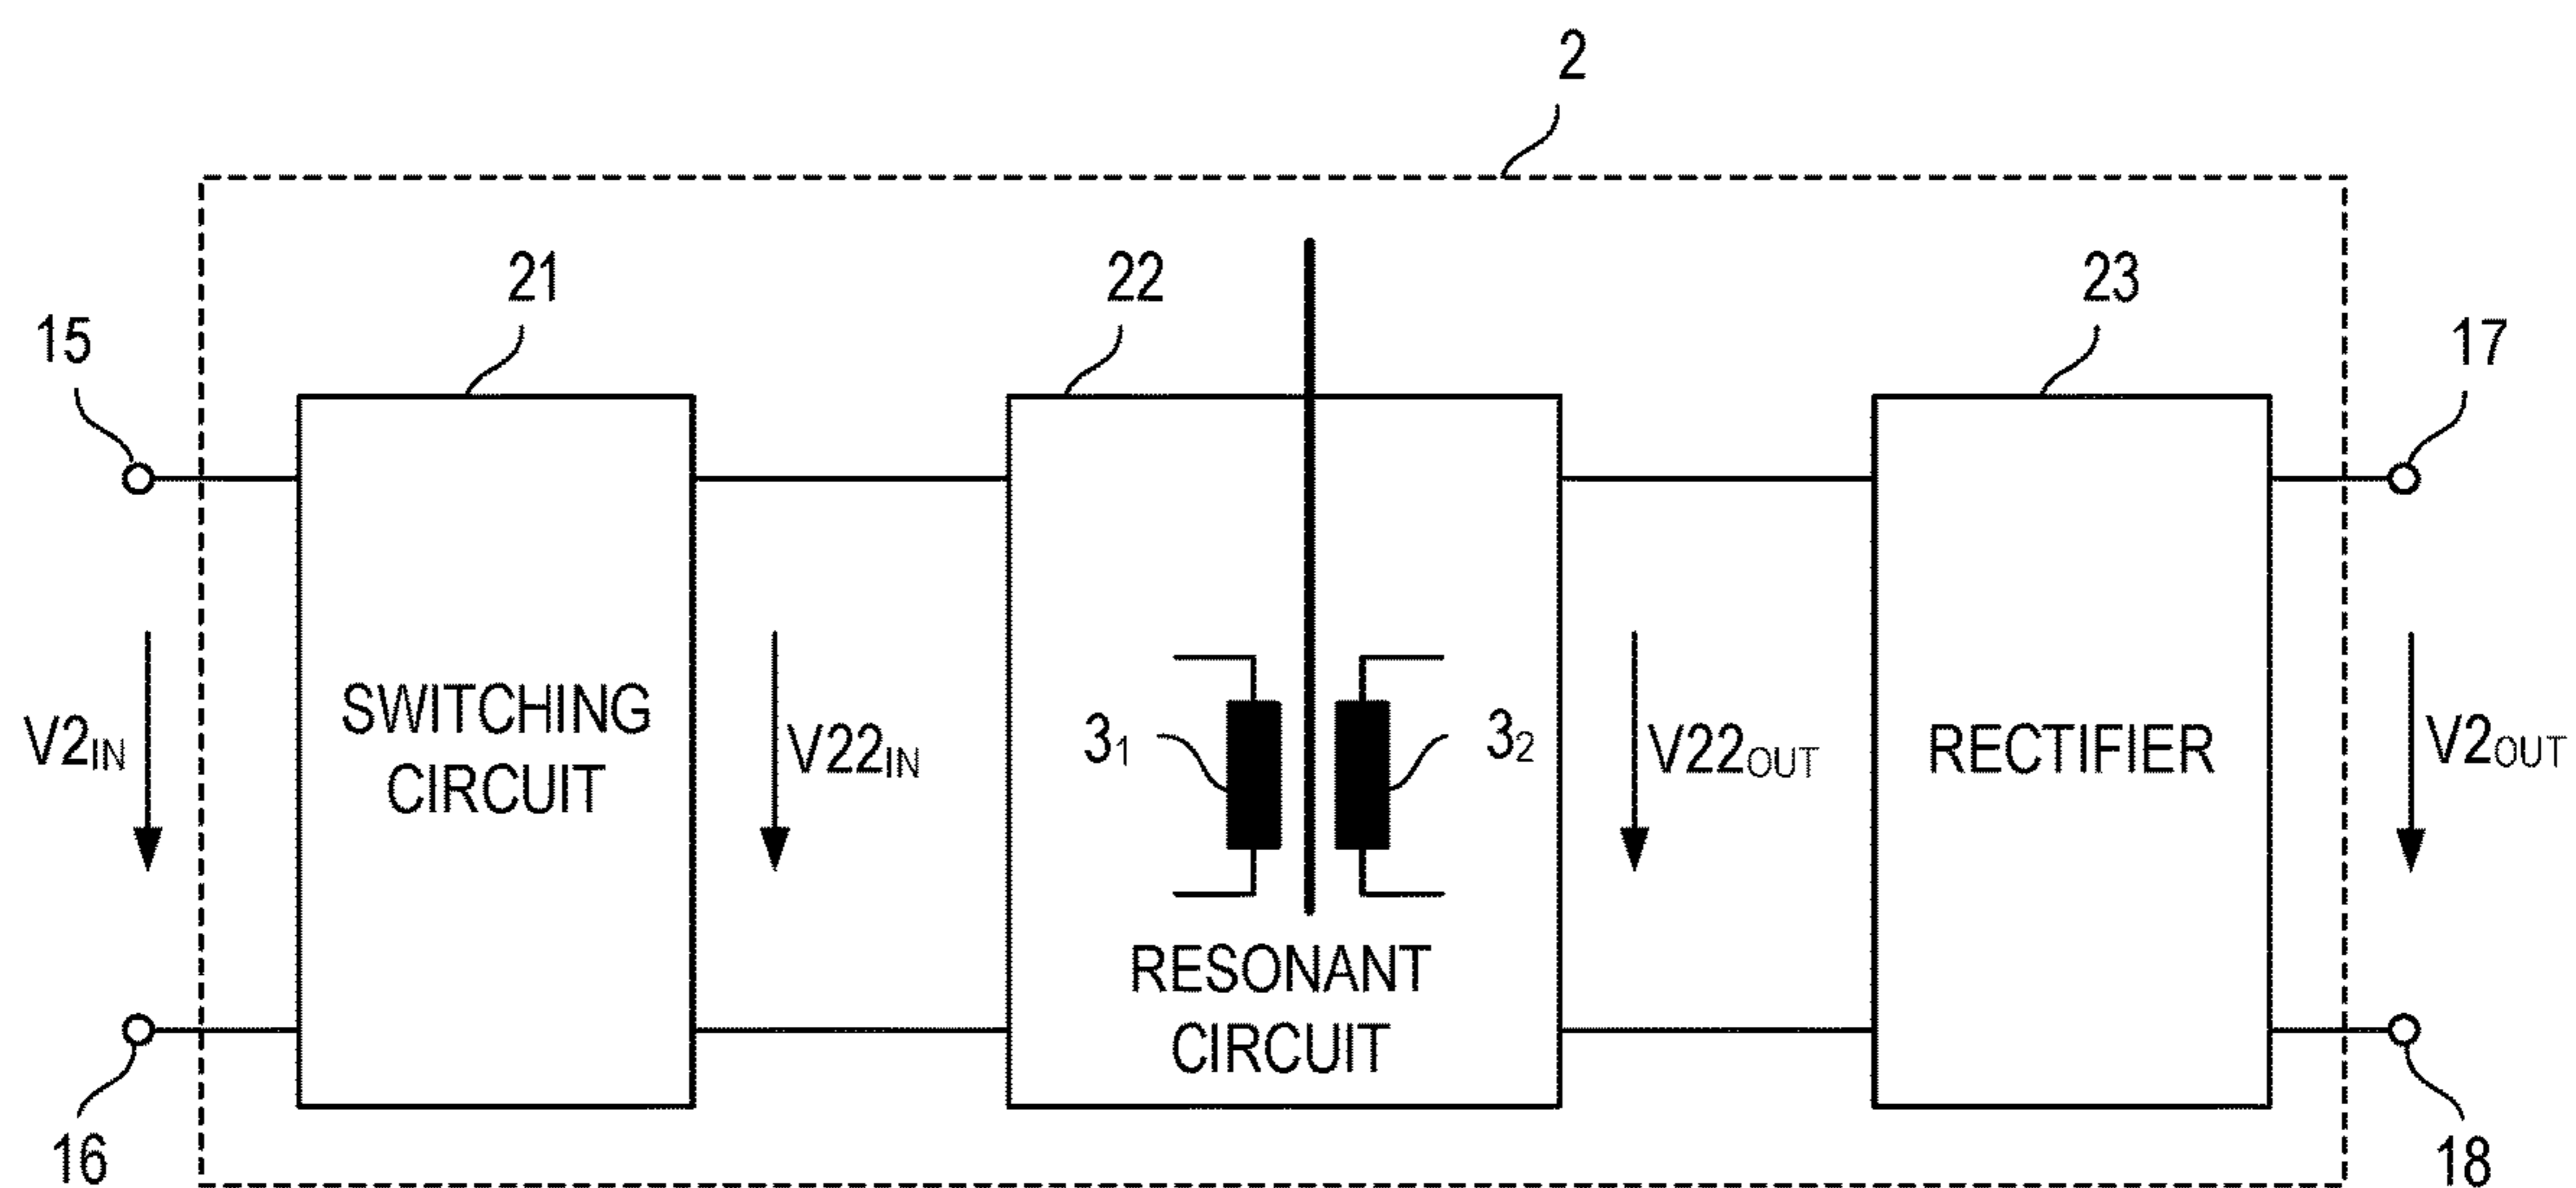 2
21
22
23
15
17
SWITCHING
CIRCUIT
V2IN
V22IN
31
32
V22OUT
RECTIFIER
V2OUT
RESONANT
CIRCUIT
16
18